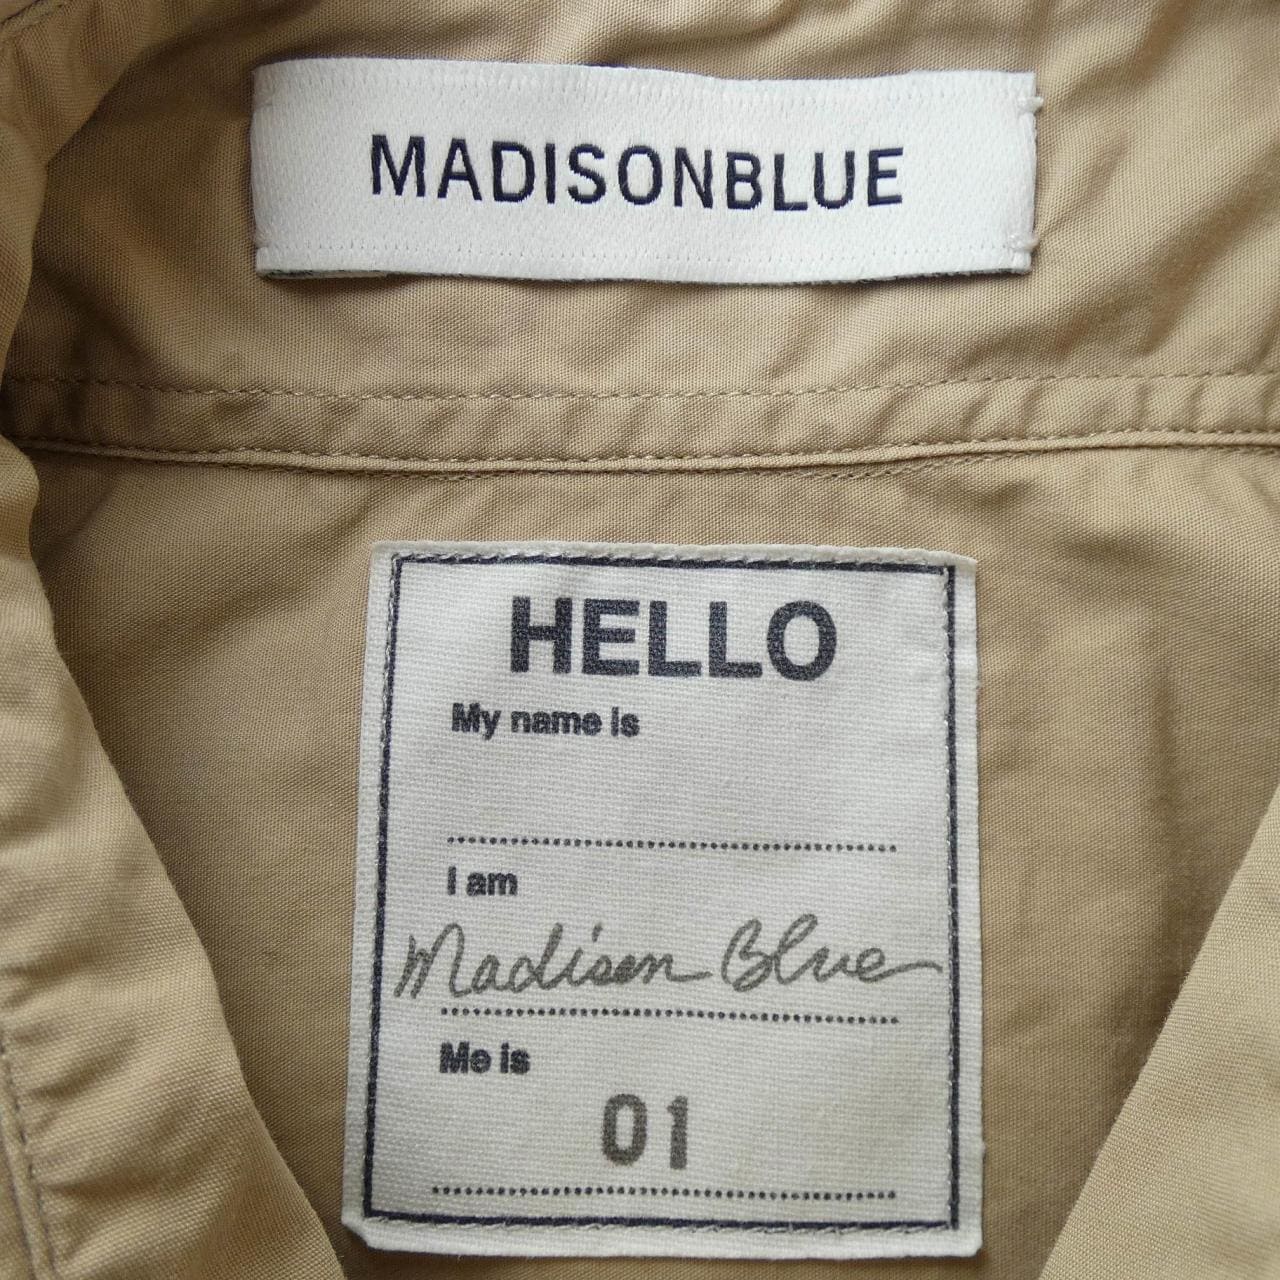 MADISONBLUE
HELLO
My name is
I am
Madison Blue
Me is
01